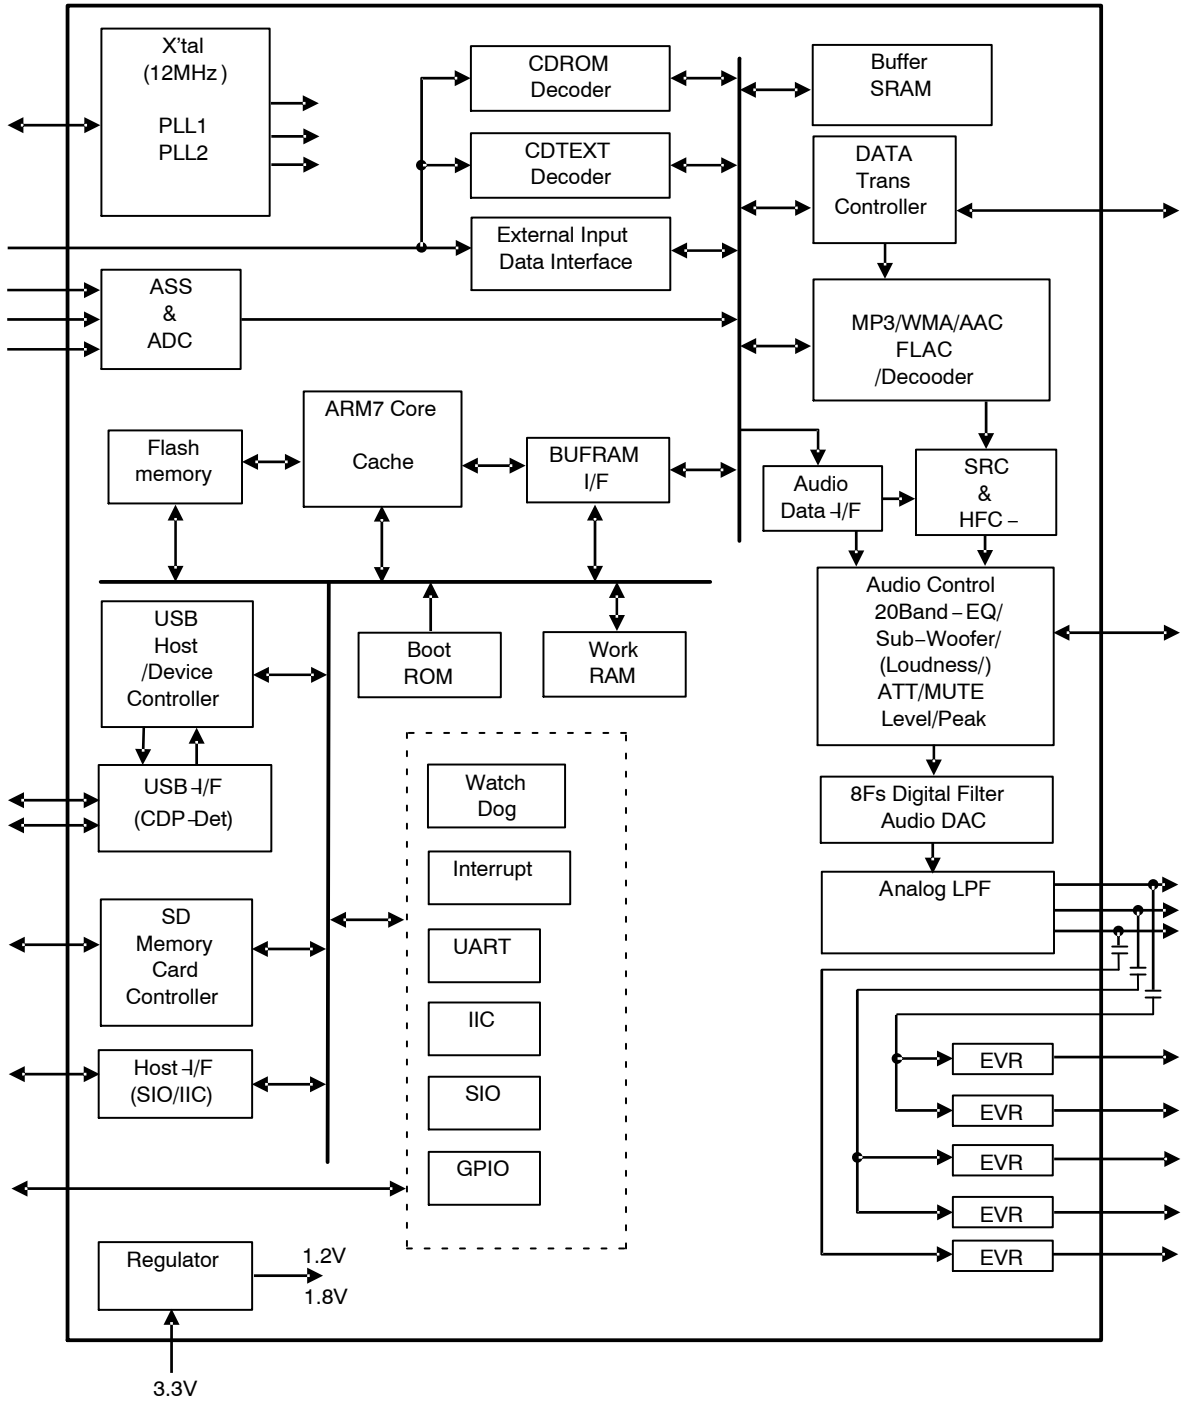 X'tal
(12MHz)
PLL1
PLL2
CDROM
Decoder
CDTEXT
Decoder
External Input
Data Interface
Buffer
SRAM
DATA
Trans
Controller
ASS
&
ADC
MP3/WMA/AAC
FLAC
/Decooder
ARM7 Core
Cache
Flash
memory
BUFRAM
I/F
Audio
Data-I/F
SRC
&
HFC-
USB
Host
/Device
Controller
Boot
ROM
Work
RAM
Audio Control
20Band-EQ/
Sub-Woofer/
(Loudness/)
ATT/MUTE
Level/Peak
USB-I/F
(CDP-Det)
Watch
Dog
Interrupt
UART
IIC
SIO
GPIO
8Fs Digital Filter
Audio DAC
Analog LPF
SD
Memory
Card
Controller
Host-I/F
(SIO/IIC)
EVR
EVR
EVR
EVR
EVR
Regulator
1.2V
1.8V
3.3V